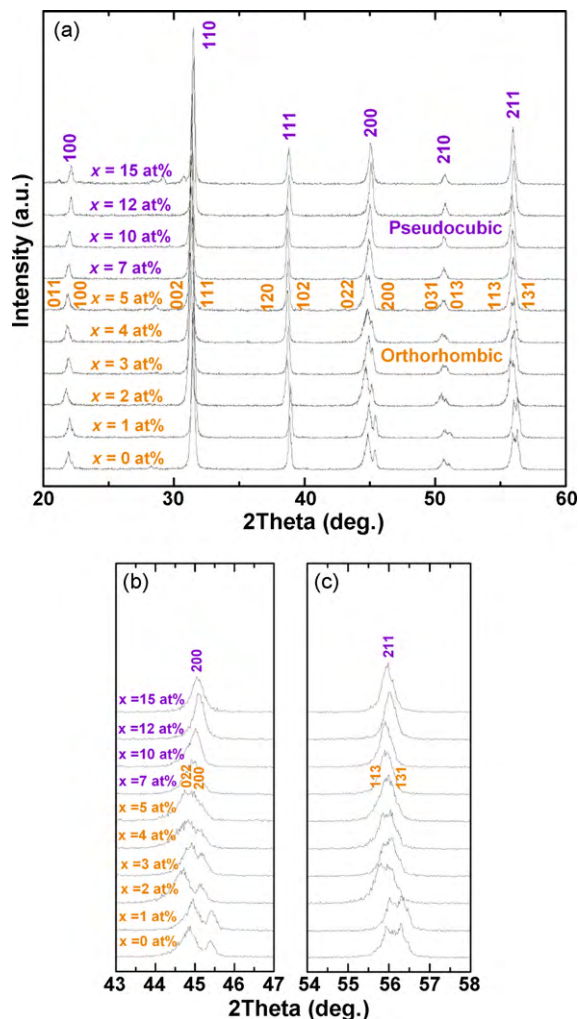 (a)
110
111
200
211
100
210
x = 15 at%
x = 12 at%
Pseudocubic
x = 10 at%
x = 7 at%
011 100 x = 5 at% 002 111 120 102 022 200 031 013 113 131
x = 4 at%
Orthorhombic
x = 3 at%
x = 2 at%
x = 1 at%
x = 0 at%
Intensity (a.u.)
20 30 40 50 60
2Theta (deg.)
(b)
200
x =15 at%
x =12 at%
x =10 at%
x =7 at% 022 200
x =5 at%
x =4 at%
x =3 at%
x =2 at%
x =1 at%
x =0 at%
43 44 45 46 47
(c)
211
113 131
54 55 56 57 58
2Theta (deg.)